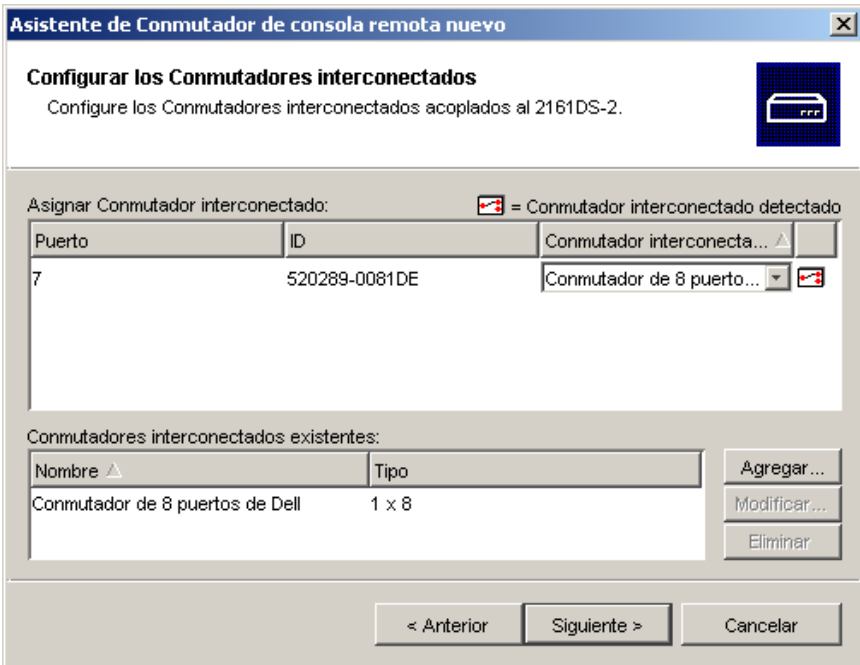 Asistente de Conmutador de consola remota nuevo
Configurar los Conmutadores interconectados
Configure los Conmutadores interconectados acoplados al 2161DS-2.
Asignar Conmutador interconectado: = Conmutador interconectado detectado
Puerto ID Conmutador interconecta...
7 520289-0081DE Conmutador de 8 puerto...
Conmutadores interconectados existentes:
Nombre Tipo Agregar...
Conmutador de 8 puertos de Dell 1 x 8 Modificar...
Eliminar
< Anterior Siguiente > Cancelar